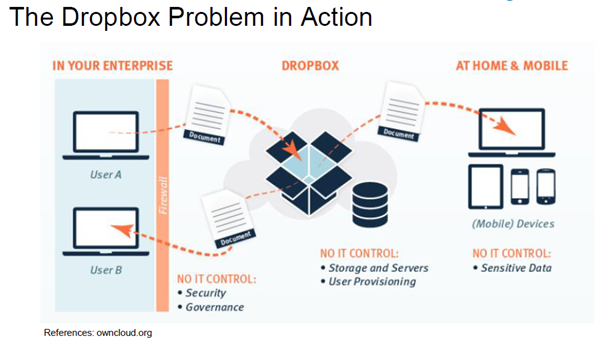 The Dropbox Problem in Action
IN YOUR ENTERPRISE
DROPBOX
AT HOME & MOBILE
Document
Document
User A
Firewall
Document
(Mobile) Devices
User B
NO IT CONTROL:
• Security
• Governance
NO IT CONTROL:
• Storage and Servers
• User Provisioning
NO IT CONTROL:
• Sensitive Data
References: owncloud.org